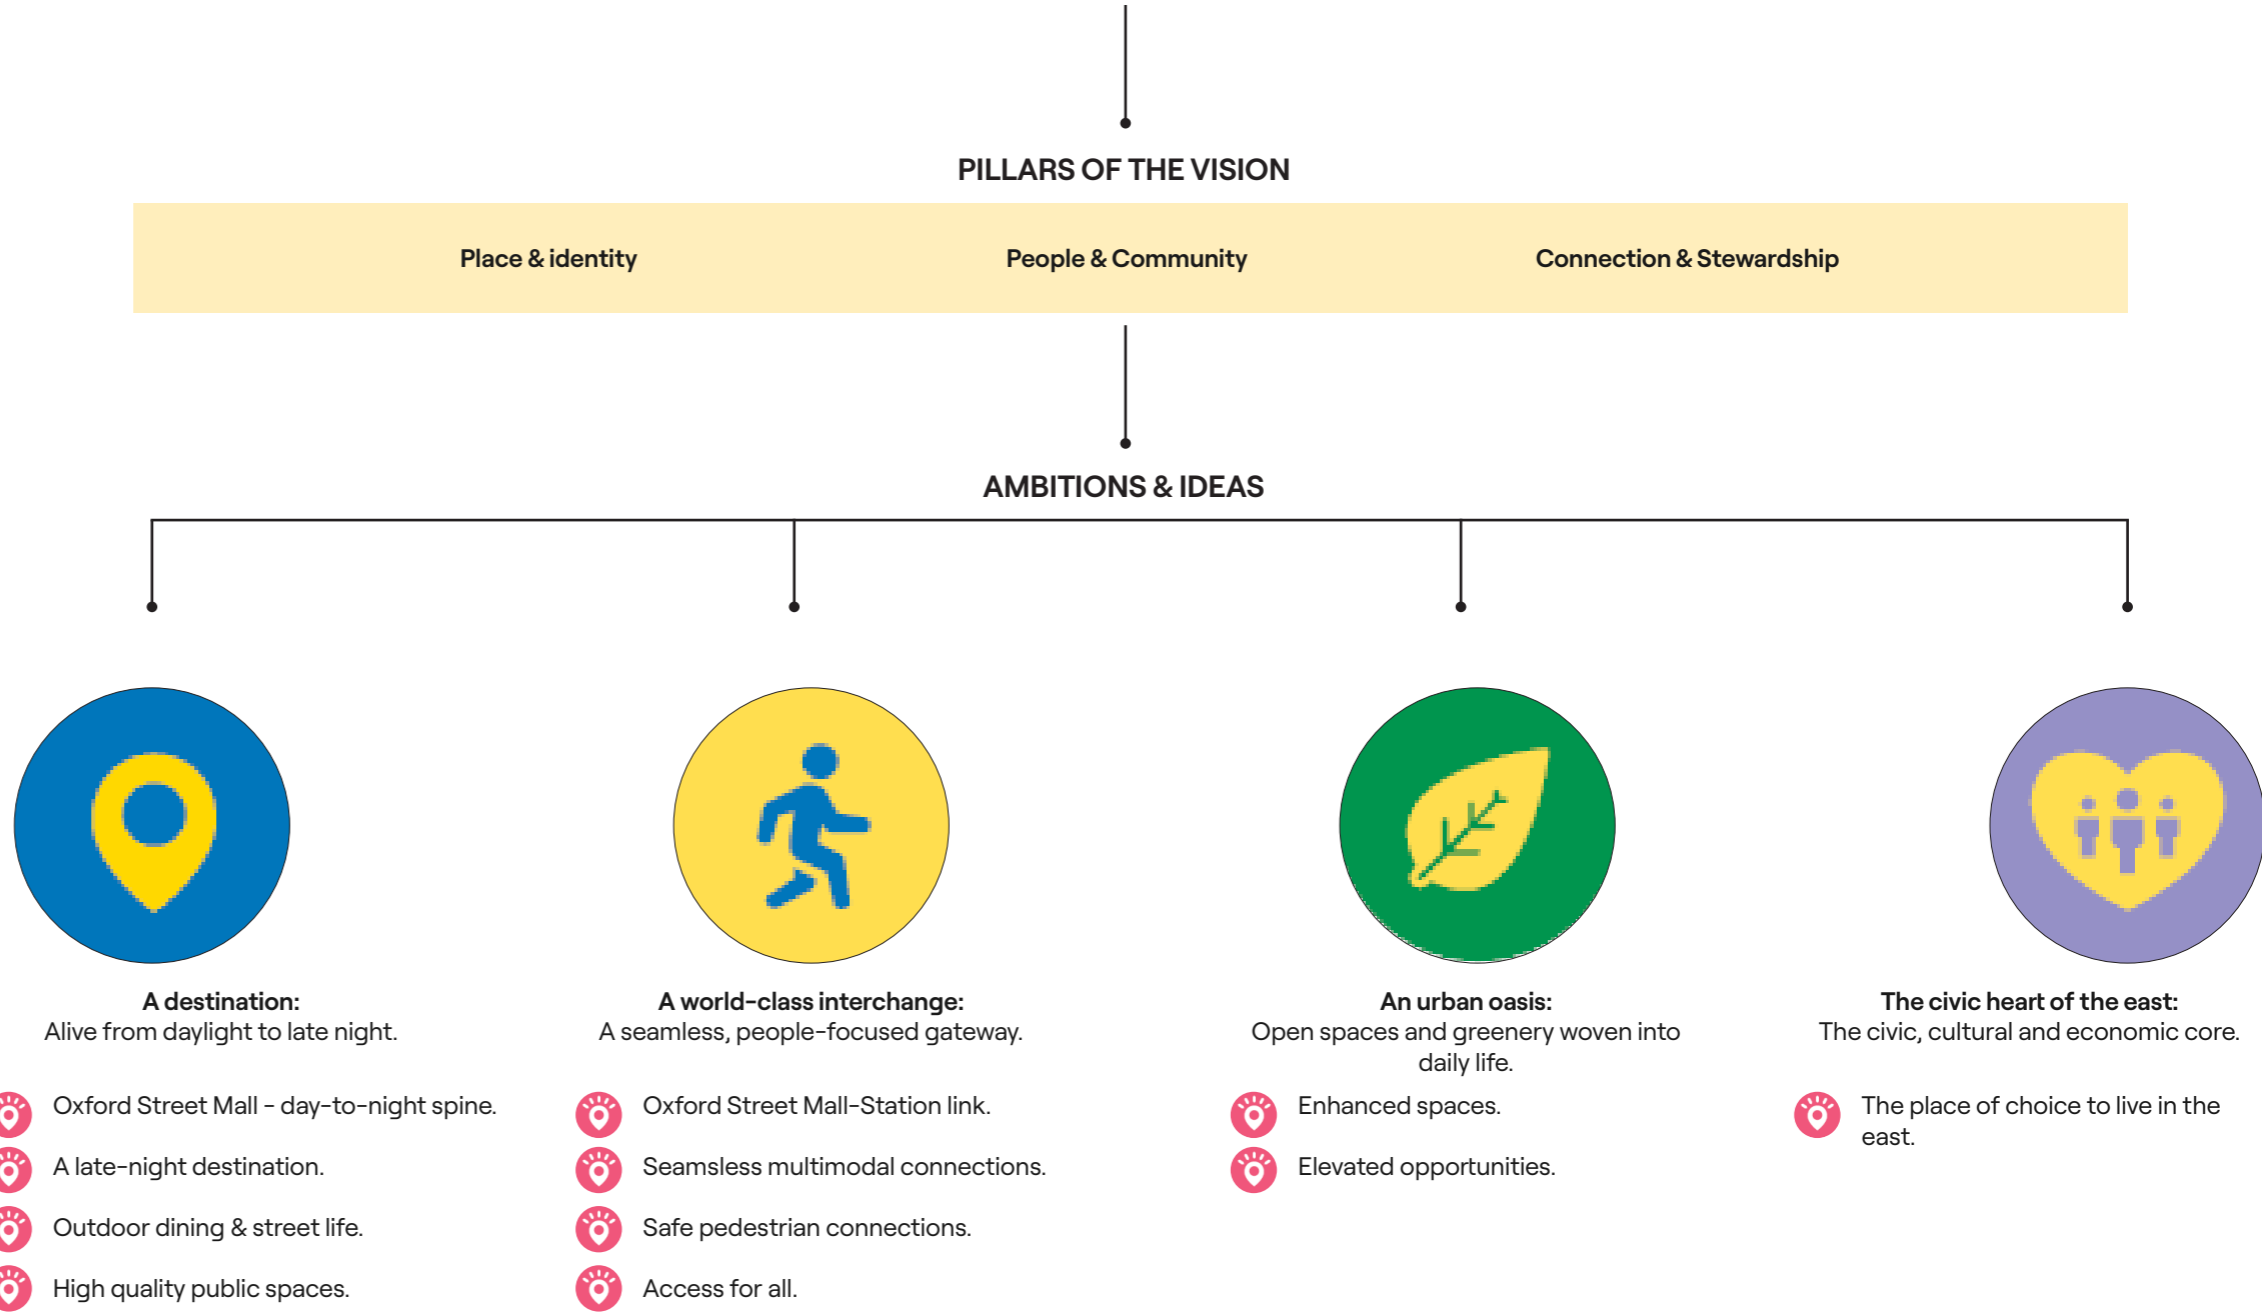 PILLARS OF THE VISION
Place & identity
People & Community
Connection & Stewardship
AMBITIONS & IDEAS
A destination:
Alive from daylight to late night.
Oxford Street Mall - day-to-night spine.
A late-night destination.
Outdoor dining & street life.
High quality public spaces.
A world-class interchange:
A seamless, people-focused gateway.
Oxford Street Mall-Station link.
Seamsless multimodal connections.
Safe pedestrian connections.
Access for all.
An urban oasis:
Open spaces and greenery woven into
daily life.
Enhanced spaces.
Elevated opportunities.
The civic heart of the east:
The civic, cultural and economic core.
The place of choice to live in the
east.